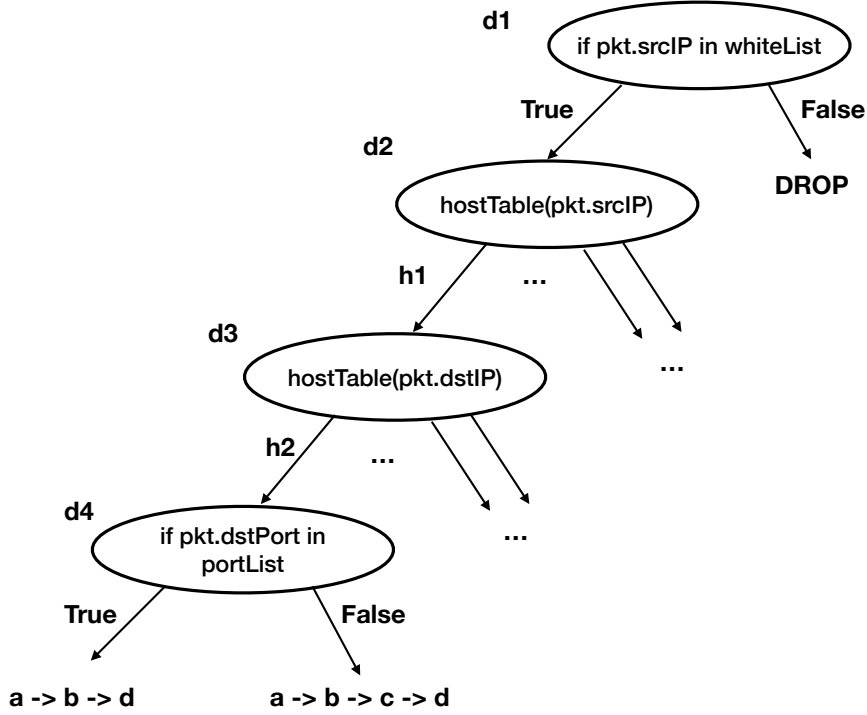 d1
if pkt.srcIP in whiteList
True
False
d2
DROP
hostTable(pkt.srcIP)
h1
...
d3
...
hostTable(pkt.dstIP)
h2
...
d4
...
if pkt.dstPort in
portList
True
False
a -> b -> d
a -> b -> c -> d